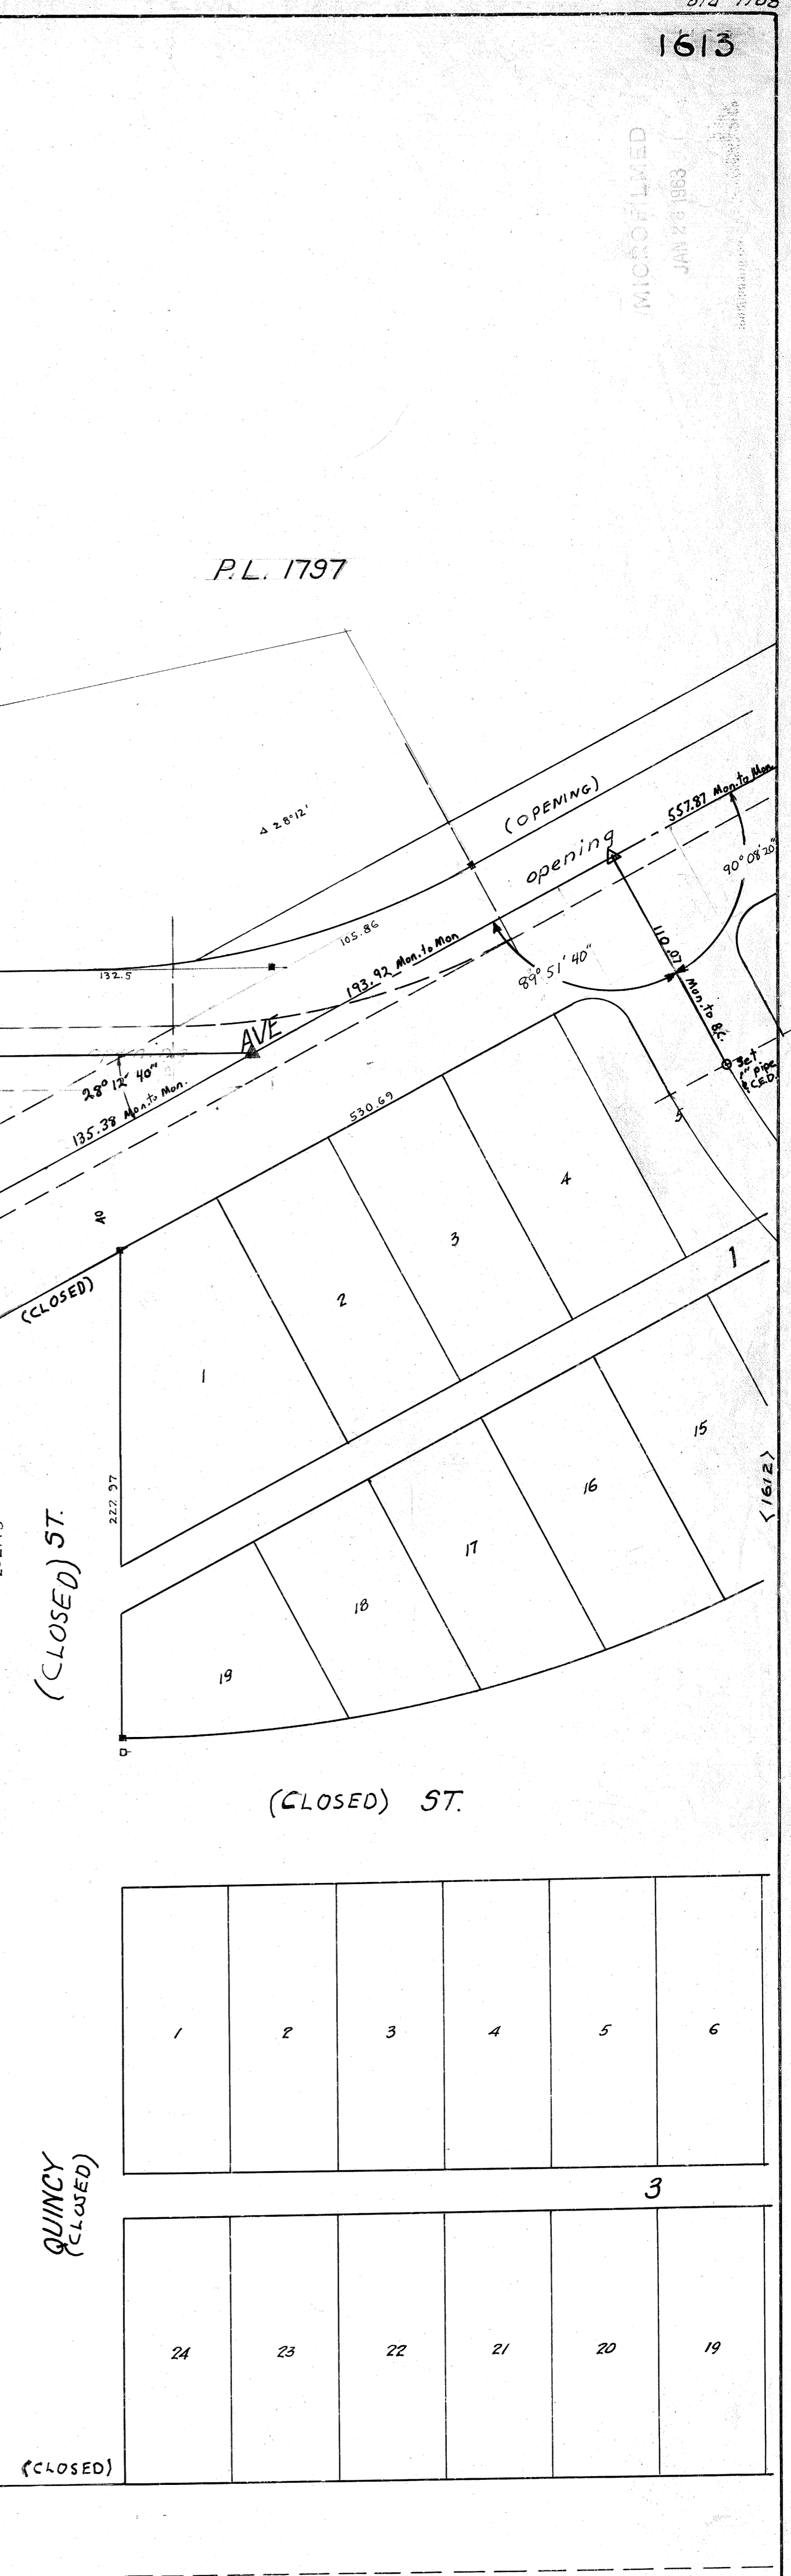 1613
MICROFILMED
JAN 28 1963
P.L. 1797
Δ 28°12'
(OPENING)
opening
557.87 Mon. to Mon.
90° 08' 20"
105.86
132.5
193.92 Mon. to Mon
89° 51' 40"
110.07 Mon. to B.C.
AVE
28° 12' 40"
135.38 Mon. to Mon.
Set
1" pipe
& C.E.D.
530.69
5
4
3
2
1
1
40
(CLOSED)
222.97
(CLOSED) ST.
15
16
17
18
19
<1612>
(CLOSED) ST.
1
2
3
4
5
6
3
QUINCY
(CLOSED)
24
23
22
21
20
19
(CLOSED)